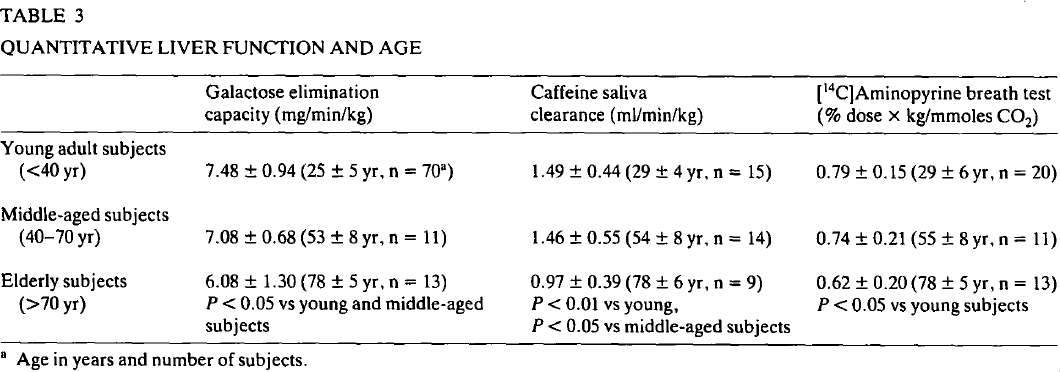 TABLE 3
QUANTITATIVE LIVER FUNCTION AND AGE
Galactose elimination capacity (mg/min/kg)	Caffeine saliva clearance (ml/min/kg)	[¹⁴C]Aminopyrine breath test (% dose × kg/mmoles CO₂)
Young adult subjects
(<40 yr)	7.48 ± 0.94 (25 ± 5 yr, n = 70ᵃ)	1.49 ± 0.44 (29 ± 4 yr, n = 15)	0.79 ± 0.15 (29 ± 6 yr, n = 20)
Middle-aged subjects
(40–70 yr)	7.08 ± 0.68 (53 ± 8 yr, n = 11)	1.46 ± 0.55 (54 ± 8 yr, n = 14)	0.74 ± 0.21 (55 ± 8 yr, n = 11)
Elderly subjects	6.08 ± 1.30 (78 ± 5 yr, n = 13)	0.97 ± 0.39 (78 ± 6 yr, n = 9)	0.62 ± 0.20 (78 ± 5 yr, n = 13)
(>70 yr)	P < 0.05 vs young and middle-aged	P < 0.01 vs young,	P < 0.05 vs young subjects
subjects	P < 0.05 vs middle-aged subjects
ᵃ Age in years and number of subjects.